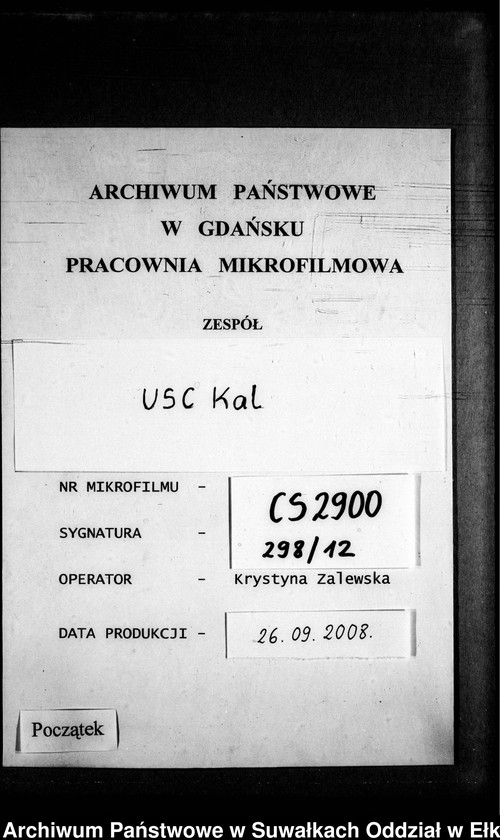 ARCHIWUM PAŃSTWOWE
W GDAŃSKU
PRACOWNIA MIKROFILMOWA
ZESPÓŁ
USC Kal
NR MIKROFILMU - CS2900
SYGNATURA - 298/12
OPERATOR - Krystyna Zalewska
DATA PRODUKCJI - 26.09.2008.
Początek
Archiwum Państwowe w Suwałkach Oddział w Ełk